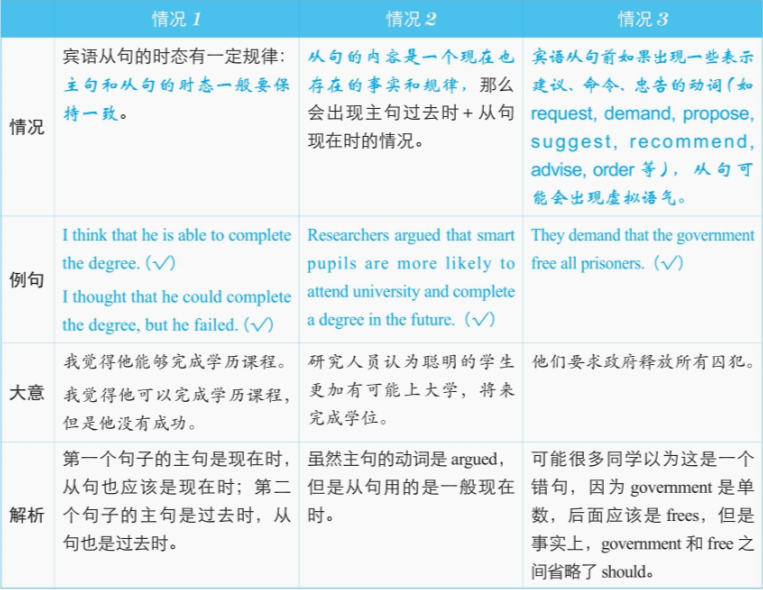 情况 1
情况 2
情况 3
情况
宾语从句的时态有一定规律：
主句和从句的时态一般要保
持一致。
从句的内容是一个现在也
存在的事实和规律，那么
会出现主句过去时＋从句
现在时的情况。
宾语从句前如果出现一些表示
建议、命令、忠告的动词（如
request, demand, propose,
suggest, recommend,
advise, order 等），从句可
能会出现虚拟语气。
例句
I think that he is able to complete
the degree.（✓）
I thought that he could complete
the degree, but he failed.（✓）
Researchers argued that smart
pupils are more likely to
attend university and complete
a degree in the future.（✓）
They demand that the government
free all prisoners.（✓）
大意
我觉得他能够完成学历课程。
我觉得他可以完成学历课程，
但是他没有成功。
研究人员认为聪明的学生
更加有可能上大学，将来
完成学位。
他们要求政府释放所有囚犯。
解析
第一个句子的主句是现在时，
从句也应该是现在时；第二
个句子的主句是过去时，从
句也是过去时。
虽然主句的动词是 argued，
但是从句用的是一般现在
时。
可能很多同学以为这是一个
错句，因为 government 是单
数，后面应该是 frees，但是
事实上，government 和 free 之
间省略了 should。